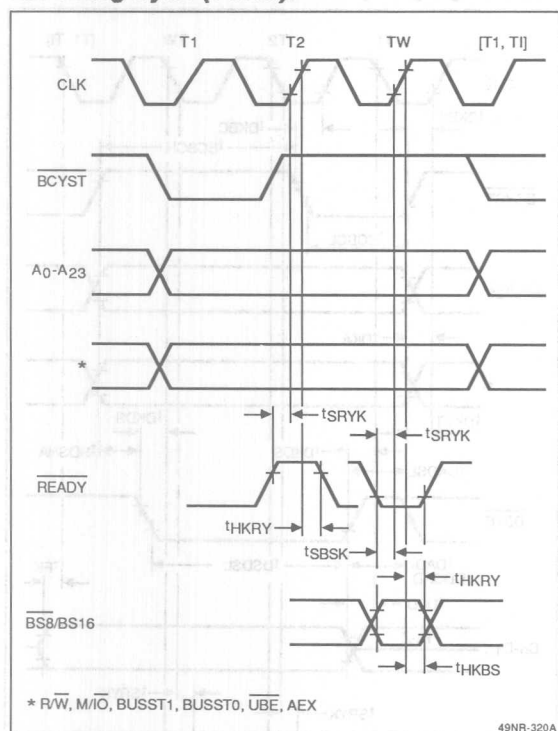 T1 T2 TW [T1, TI]
CLK
BCYST
A0-A23
*
tSRYK
tSRYK
READY
tHKRY
tSBSK
tHKRY
BS8/BS16
tHKBS
* R/W, M/IO, BUSST1, BUSST0, UBE, AEX
49NR-320A